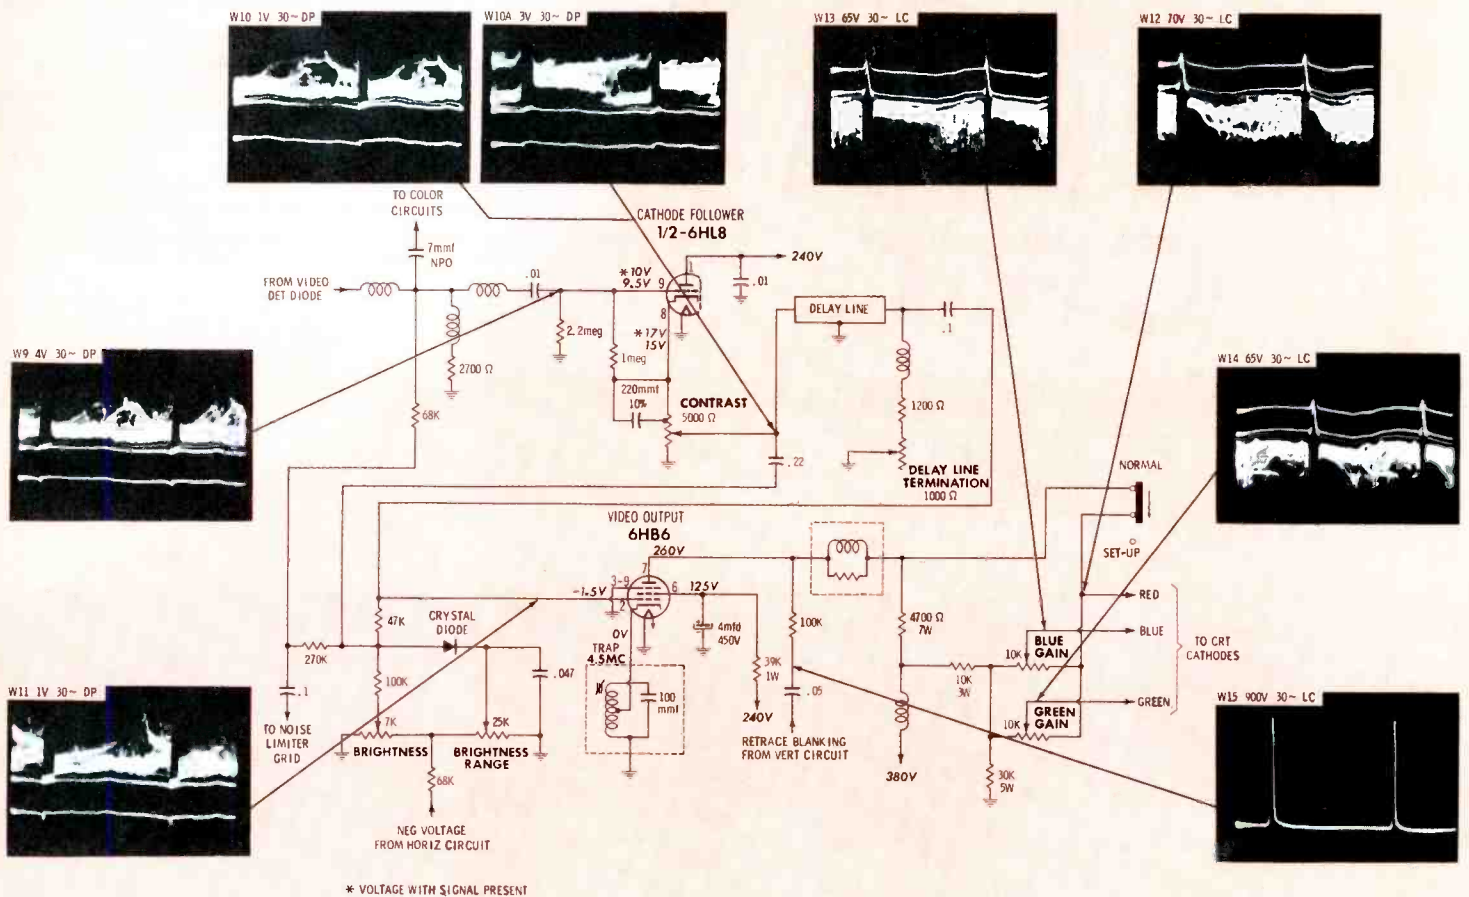 W10 1V 30~ DP
W10A 3V 30~ DP
W13 65V 30~ LC
W12 70V 30~ LC
TO COLOR
CIRCUITS
7mmf
NPO
CATHODE FOLLOWER
1/2-6HL8
FROM VIDEO
DET DIODE
.01
*10V
9.5V
9
1
8
240V
.01
*17V
15V
2.2meg
1meg
2700 Ω
220mmf
10%
CONTRAST
5000 Ω
68K
DELAY LINE
.1
1200 Ω
DELAY LINE
TERMINATION
1000 Ω
.22
W9 4V 30~ DP
W14 65V 30~ LC
NORMAL
SET-UP
VIDEO OUTPUT
6HB6
260V
7
3-9
2
6
-1.5V
125V
0V
47K
CRYSTAL
DIODE
TRAP
4.5MC
4mfd
450V
100K
4700 Ω
7W
RED
BLUE
GREEN
TO CRT
CATHODES
BLUE
GAIN
10K
GREEN
GAIN
10K
10K
3W
30K
5W
270K
100K
.047
.1
TO NOISE
LIMITER
GRID
7K
BRIGHTNESS
25K
BRIGHTNESS
RANGE
68K
NEG VOLTAGE
FROM HORIZ CIRCUIT
100
mmf
39K
1W
240V
.05
RETRACE BLANKING
FROM VERT CIRCUIT
380V
W11 1V 30~ DP
W15 900V 30~ LC
* VOLTAGE WITH SIGNAL PRESENT